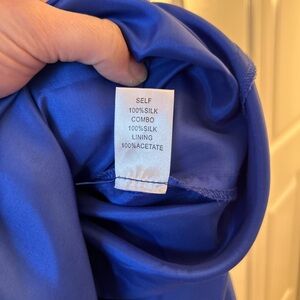 SELF
100%SILK
COMBO
100%SILK
LINING
100%ACETATE